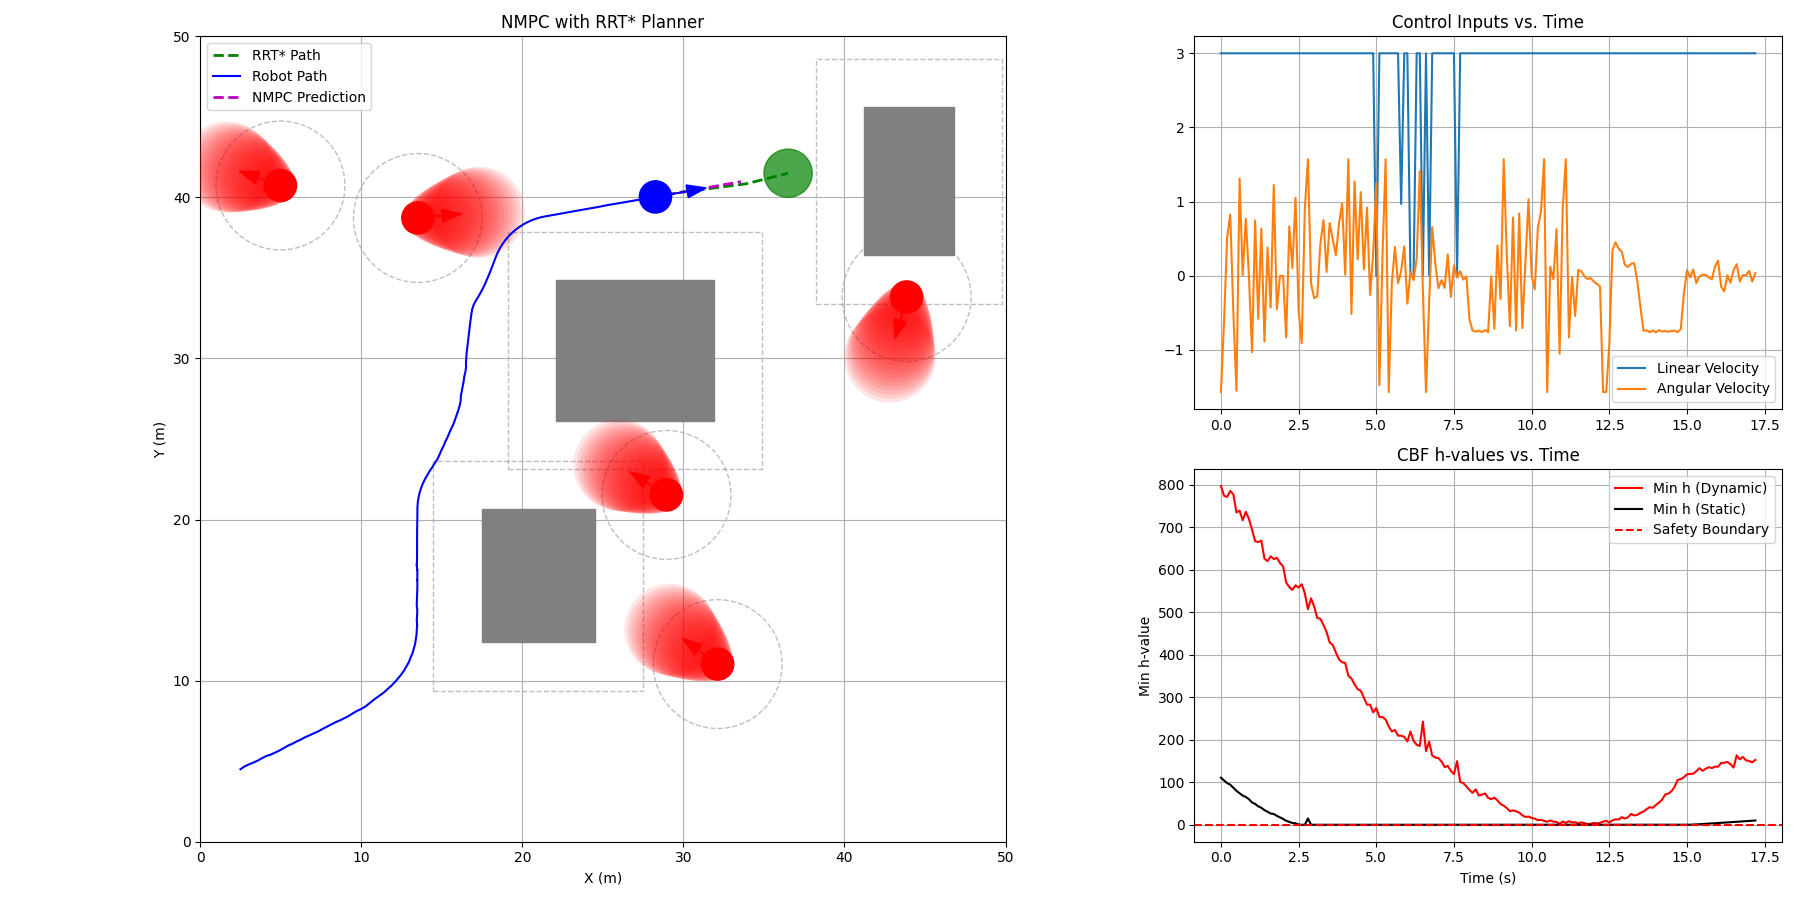 NMPC with RRT* Planner
RRT* Path
Robot Path
NMPC Prediction
50
40
30
20
10
0
Y (m)
0 10 20 30 40 50
X (m)
Control Inputs vs. Time
3
2
1
0
−1
Linear Velocity
Angular Velocity
0.0 2.5 5.0 7.5 10.0 12.5 15.0 17.5
CBF h-values vs. Time
Min h (Dynamic)
Min h (Static)
Safety Boundary
800
700
600
500
400
300
200
100
0
Min h-value
0.0 2.5 5.0 7.5 10.0 12.5 15.0 17.5
Time (s)